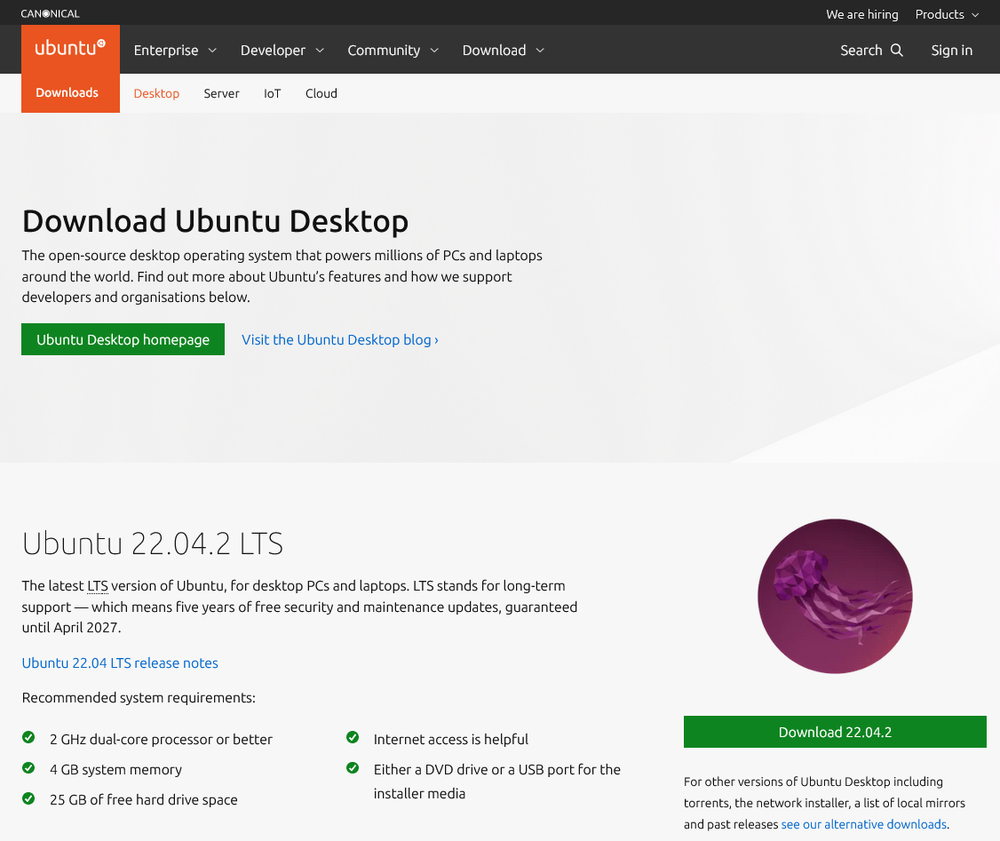 CANONICAL
We are hiring Products
ubuntu
Enterprise Developer Community Download Search Sign in
Downloads Desktop Server IoT Cloud
Download Ubuntu Desktop
The open-source desktop operating system that powers millions of PCs and laptops
around the world. Find out more about Ubuntu’s features and how we support
developers and organisations below.
Ubuntu Desktop homepage Visit the Ubuntu Desktop blog ›
Ubuntu 22.04.2 LTS
The latest LTS version of Ubuntu, for desktop PCs and laptops. LTS stands for long-term
support — which means five years of free security and maintenance updates, guaranteed
until April 2027.
Ubuntu 22.04 LTS release notes
Recommended system requirements:
2 GHz dual-core processor or better
4 GB system memory
25 GB of free hard drive space
Internet access is helpful
Either a DVD drive or a USB port for the
installer media
Download 22.04.2
For other versions of Ubuntu Desktop including
torrents, the network installer, a list of local mirrors
and past releases see our alternative downloads.